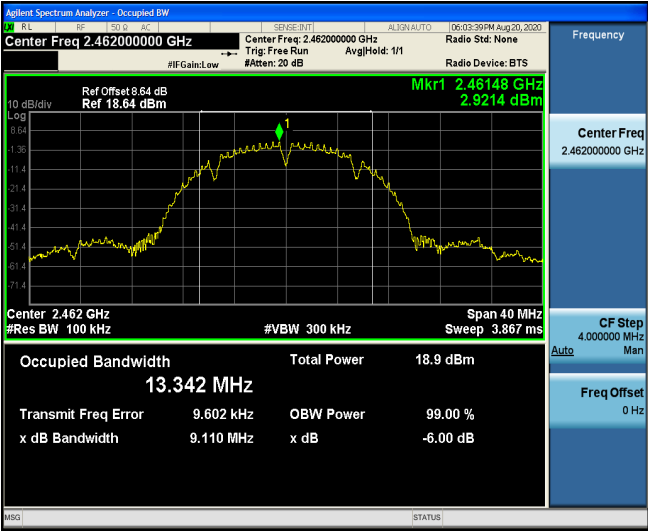 Agilent Spectrum Analyzer - Occupied BW
LXI RL RF 50 Ω AC SENSE:INT ALIGN AUTO 06:03:39PM Aug 20, 2020
Center Freq 2.462000000 GHz
Center Freq: 2.462000000 GHz
Radio Std: None
Trig: Free Run Avg|Hold: 1/1
#IFGain:Low #Atten: 20 dB Radio Device: BTS
Frequency
Ref Offset 8.64 dB
10 dB/div Ref 18.64 dBm
Mkr1 2.46148 GHz
2.9214 dBm
Log
1
8.64
-1.36
-11.4
-21.4
-31.4
-41.4
-51.4
-61.4
-71.4
Center 2.462 GHz Span 40 MHz
#Res BW 100 kHz #VBW 300 kHz Sweep 3.867 ms
Center Freq
2.462000000 GHz
CF Step
4.000000 MHz
Auto Man
Freq Offset
0 Hz
Occupied Bandwidth Total Power 18.9 dBm
13.342 MHz
Transmit Freq Error 9.602 kHz OBW Power 99.00 %
x dB Bandwidth 9.110 MHz x dB -6.00 dB
MSG STATUS